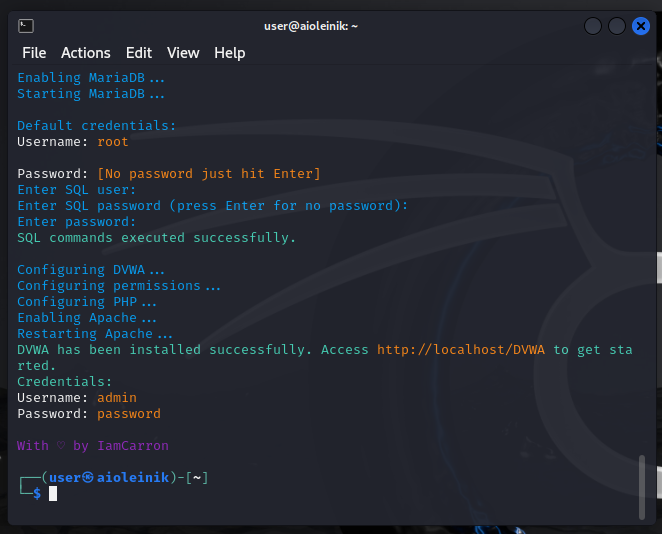 user@aioleinik: ~
File Actions Edit View Help
Enabling MariaDB...
Starting MariaDB...
Default credentials:
Username: root
Password: [No password just hit Enter]
Enter SQL user:
Enter SQL password (press Enter for no password):
Enter password:
SQL commands executed successfully.
Configuring DVWA...
Configuring permissions...
Configuring PHP...
Enabling Apache...
Restarting Apache...
DVWA has been installed successfully. Access http://localhost/DVWA to get sta
rted.
Credentials:
Username: admin
Password: password
With ♡ by IamCarron
┌──(user㉿aioleinik)-[~]
└─$